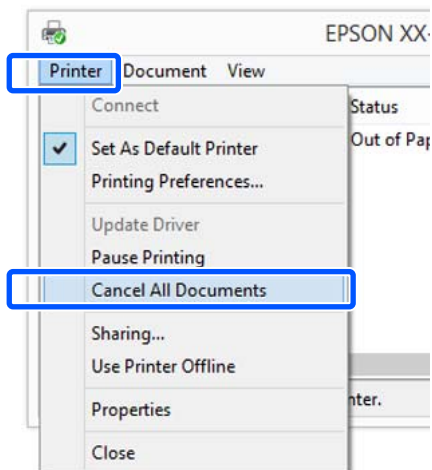 EPSON XX-
Printer Document View
Connect
Status
Set As Default Printer
Out of Pap
Printing Preferences...
Update Driver
Pause Printing
Cancel All Documents
Sharing...
Use Printer Offline
Properties
nter.
Close